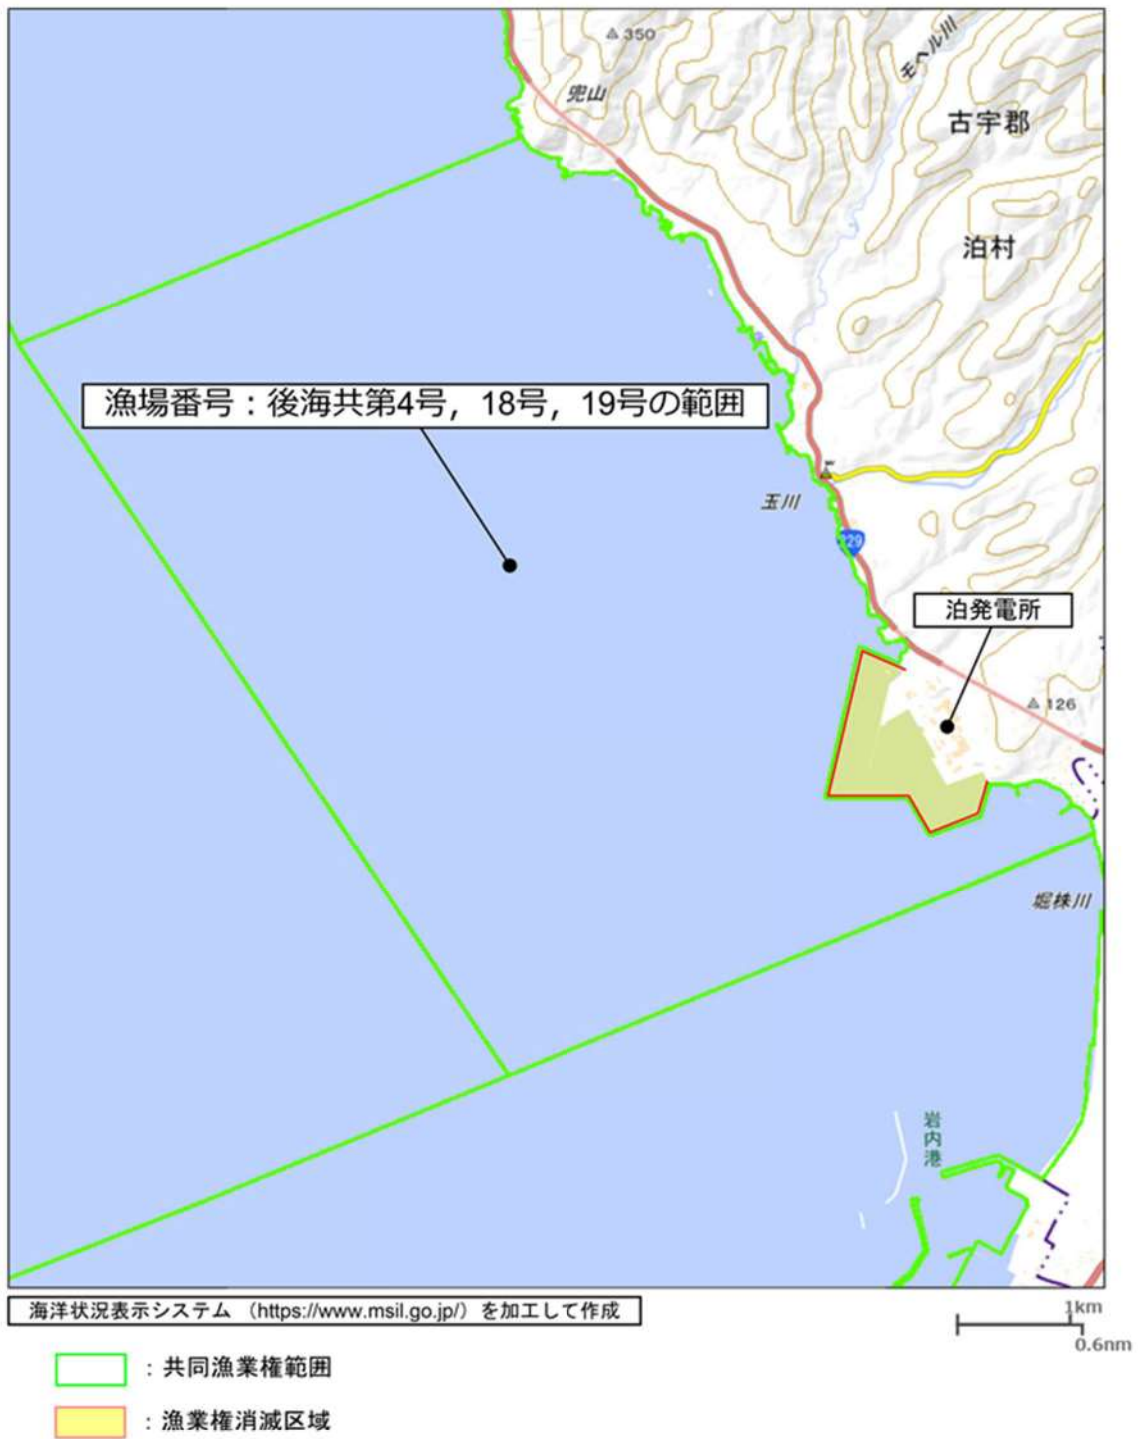 350
兜山
モヘル川
古宇郡
泊村
漁場番号：後海共第4号，18号，19号の範囲
玉川
229
泊発電所
126
堀株川
岩内港
海洋状況表示システム （https://www.msil.go.jp/）を加工して作成
1km
0.6nm
：共同漁業権範囲
：漁業権消滅区域